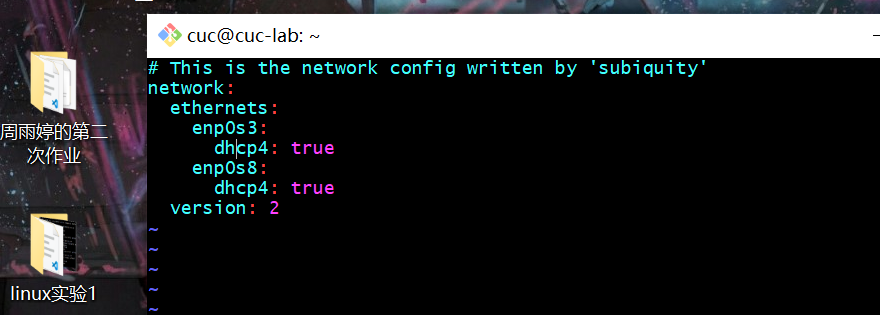 cuc@cuc-lab: ~
# This is the network config written by 'subiquity'
network:
  ethernets:
    enp0s3:
      dhcp4: true
    enp0s8:
      dhcp4: true
  version: 2
~
~
~
~
~
周雨婷的第二
次作业
linux实验1